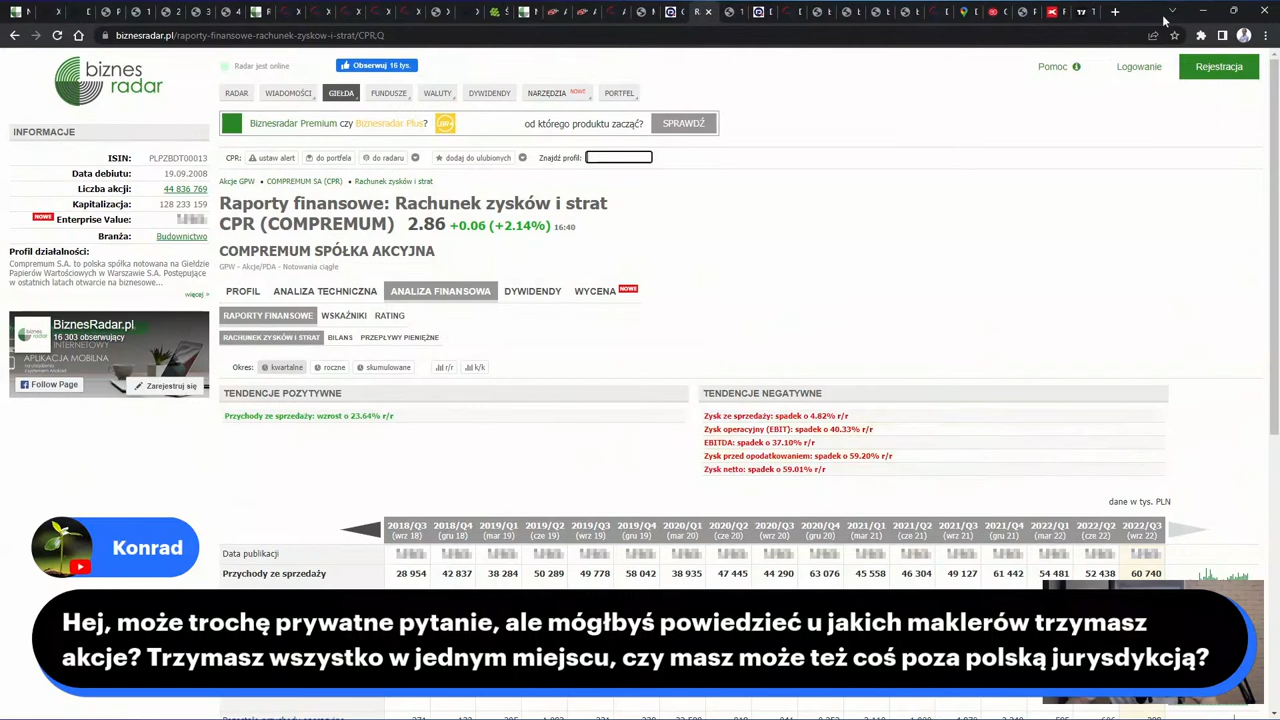 biznesradar.pl/raporty-finansowe-rachunek-zyskow-i-strat/CPR,Q
biznes
radar
Radar jest online
Obserwuj 16 tys.
Pomoc
Logowanie
Rejestracja
RADAR
WIADOMOŚCI
GIEŁDA
FUNDUSZE
WALUTY
DYWIDENDY
NARZĘDZIA NOWE
PORTFEL
Biznesradar Premium czy Biznesradar Plus?
od którego produktu zacząć?
SPRAWDŹ
INFORMACJE
ISIN: PLPZBDT00013
Data debiutu: 19.09.2008
Liczba akcji: 44 836 769
Kapitalizacja: 128 233 159
NOWE Enterprise Value:
Branża: Budownictwo
Profil działalności:
Compremum S.A. to polska spółka notowana na Giełdzie
Papierów Wartościowych w Warszawie S.A. Postępujące
w ostatnich latach otwarcie na biznesowe...
więcej »
BiznesRadar.pl
16 303 obserwujący
INTERNETOWY
APLIKACJA MOBILNA
Follow Page
Zarejestruj się
CPR: ustaw alert do portfela do radaru dodaj do ulubionych Znajdź profil:
Akcje GPW • COMPREMUM SA (CPR) • Rachunek zysków i strat
Raporty finansowe: Rachunek zysków i strat
CPR (COMPREMUM) 2.86 +0.06 (+2.14%) 16:40
COMPREMUM SPÓŁKA AKCYJNA
GPW - Akcje/PDA - Notowania ciągłe
PROFIL ANALIZA TECHNICZNA ANALIZA FINANSOWA DYWIDENDY WYCENA NOWE
RAPORTY FINANSOWE WSKAŹNIKI RATING
RACHUNEK ZYSKÓW I STRAT BILANS PRZEPŁYWY PIENIĘŻNE
Okres: kwartalne roczne skumulowane r/r k/k
TENDENCJE POZYTYWNE
Przychody ze sprzedaży: wzrost o 23.64% r/r
TENDENCJE NEGATYWNE
Zysk ze sprzedaży: spadek o 4.82% r/r
Zysk operacyjny (EBIT): spadek o 40.33% r/r
EBITDA: spadek o 37.10% r/r
Zysk przed opodatkowaniem: spadek o 59.20% r/r
Zysk netto: spadek o 59.01% r/r
dane w tys. PLN
2018/Q3 2018/Q4 2019/Q1 2019/Q2 2019/Q3 2019/Q4 2020/Q1 2020/Q2 2020/Q3 2020/Q4 2021/Q1 2021/Q2 2021/Q3 2021/Q4 2022/Q1 2022/Q2 2022/Q3
(wrz 18) (gru 18) (mar 19) (cze 19) (wrz 19) (gru 19) (mar 20) (cze 20) (wrz 20) (gru 20) (mar 21) (cze 21) (wrz 21) (gru 21) (mar 22) (cze 22) (wrz 22)
Data publikacji
Przychody ze sprzedaży 28 954 42 837 38 284 50 289 49 778 58 042 38 935 47 445 44 290 63 076 45 558 46 304 49 127 61 442 54 481 52 438 60 740
Konrad
Hej, może trochę prywatne pytanie, ale mógłbyś powiedzieć u jakich maklerów trzymasz
akcje? Trzymasz wszystko w jednym miejscu, czy masz może też coś poza polską jurysdykcją?